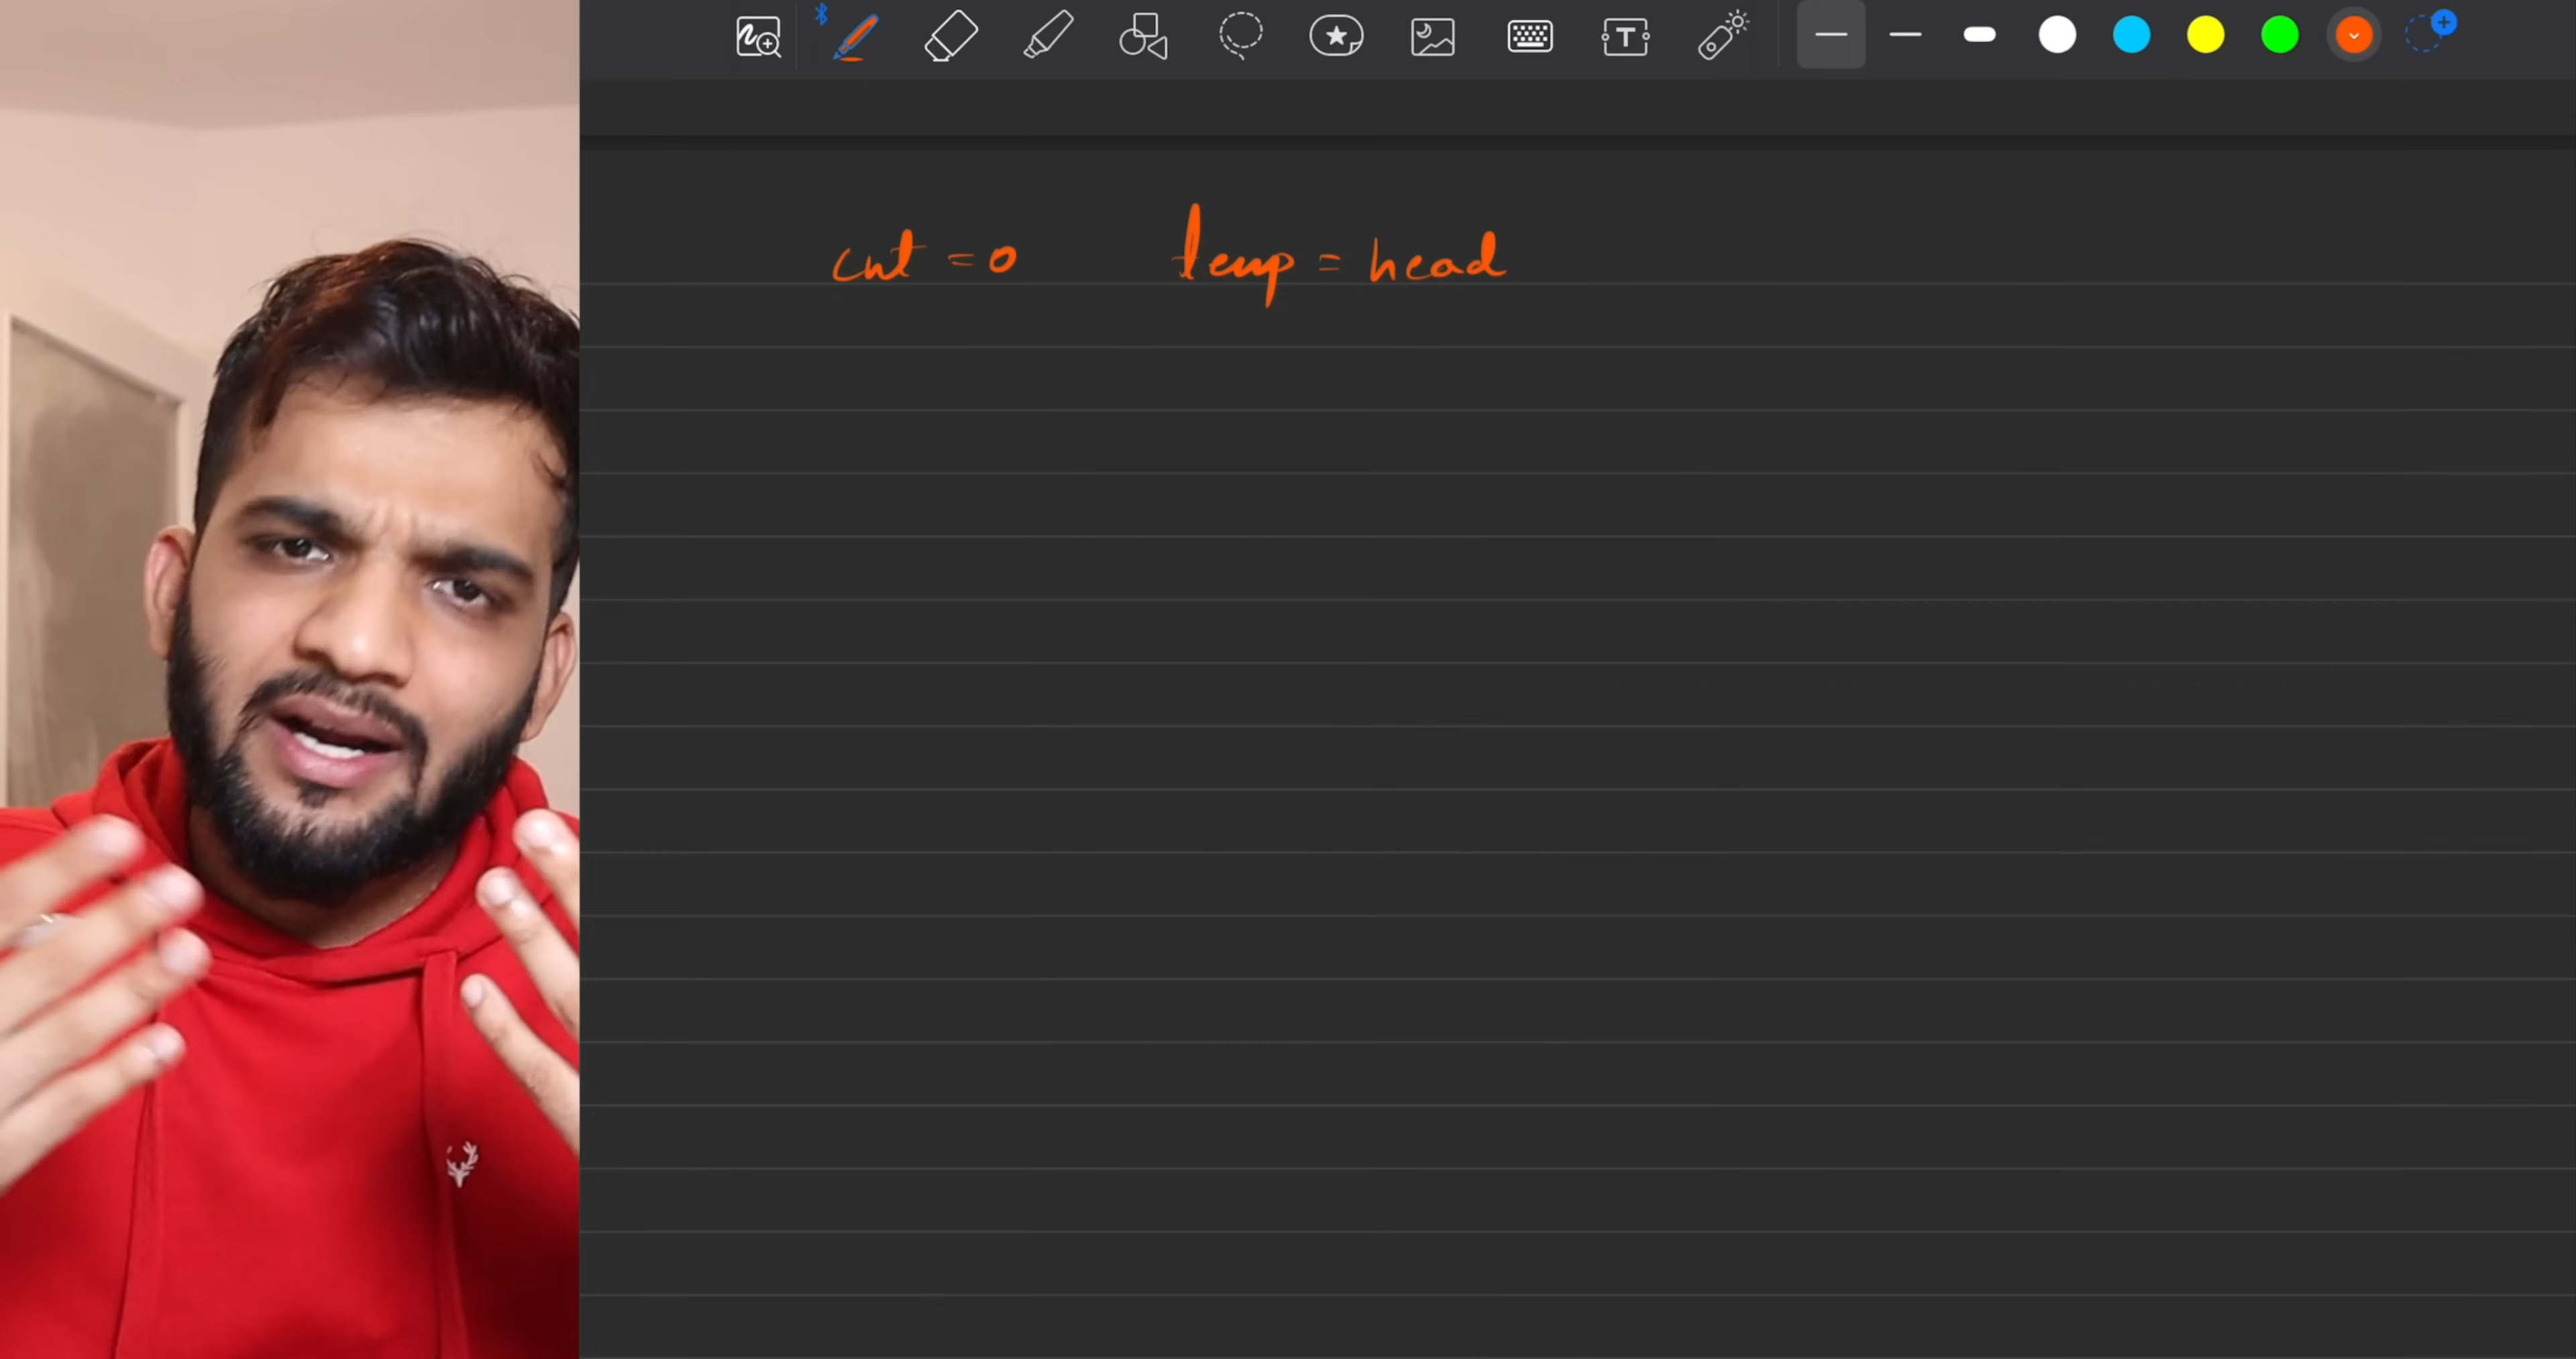 cnt = 0 temp = head